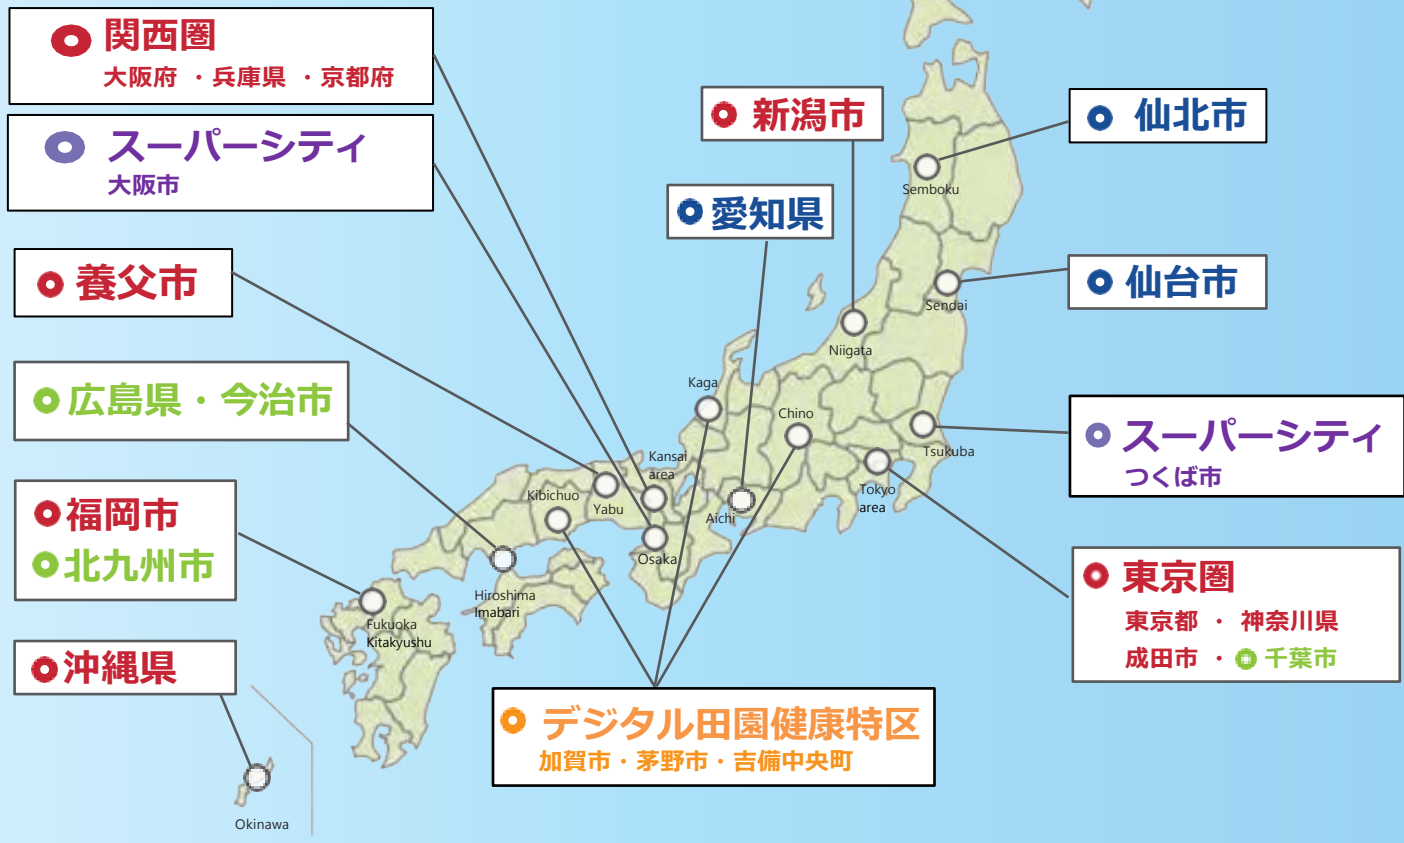 関西圏
大阪府 ・兵庫県 ・京都府
スーパーシティ
大阪市
養父市
広島県・今治市
福岡市
北九州市
沖縄県
新潟市
愛知県
仙北市
仙台市
スーパーシティ
つくば市
東京圏
東京都 ・ 神奈川県
成田市 ・ 千葉市
デジタル田園健康特区
加賀市・茅野市・吉備中央町
Semboku
Sendai
Niigata
Kaga
Chino
Tsukuba
Tokyo
area
Kansai
area
Aichi
Kibichuo
Yabu
Osaka
Hiroshima
Imabari
Fukuoka
Kitakyushu
Okinawa